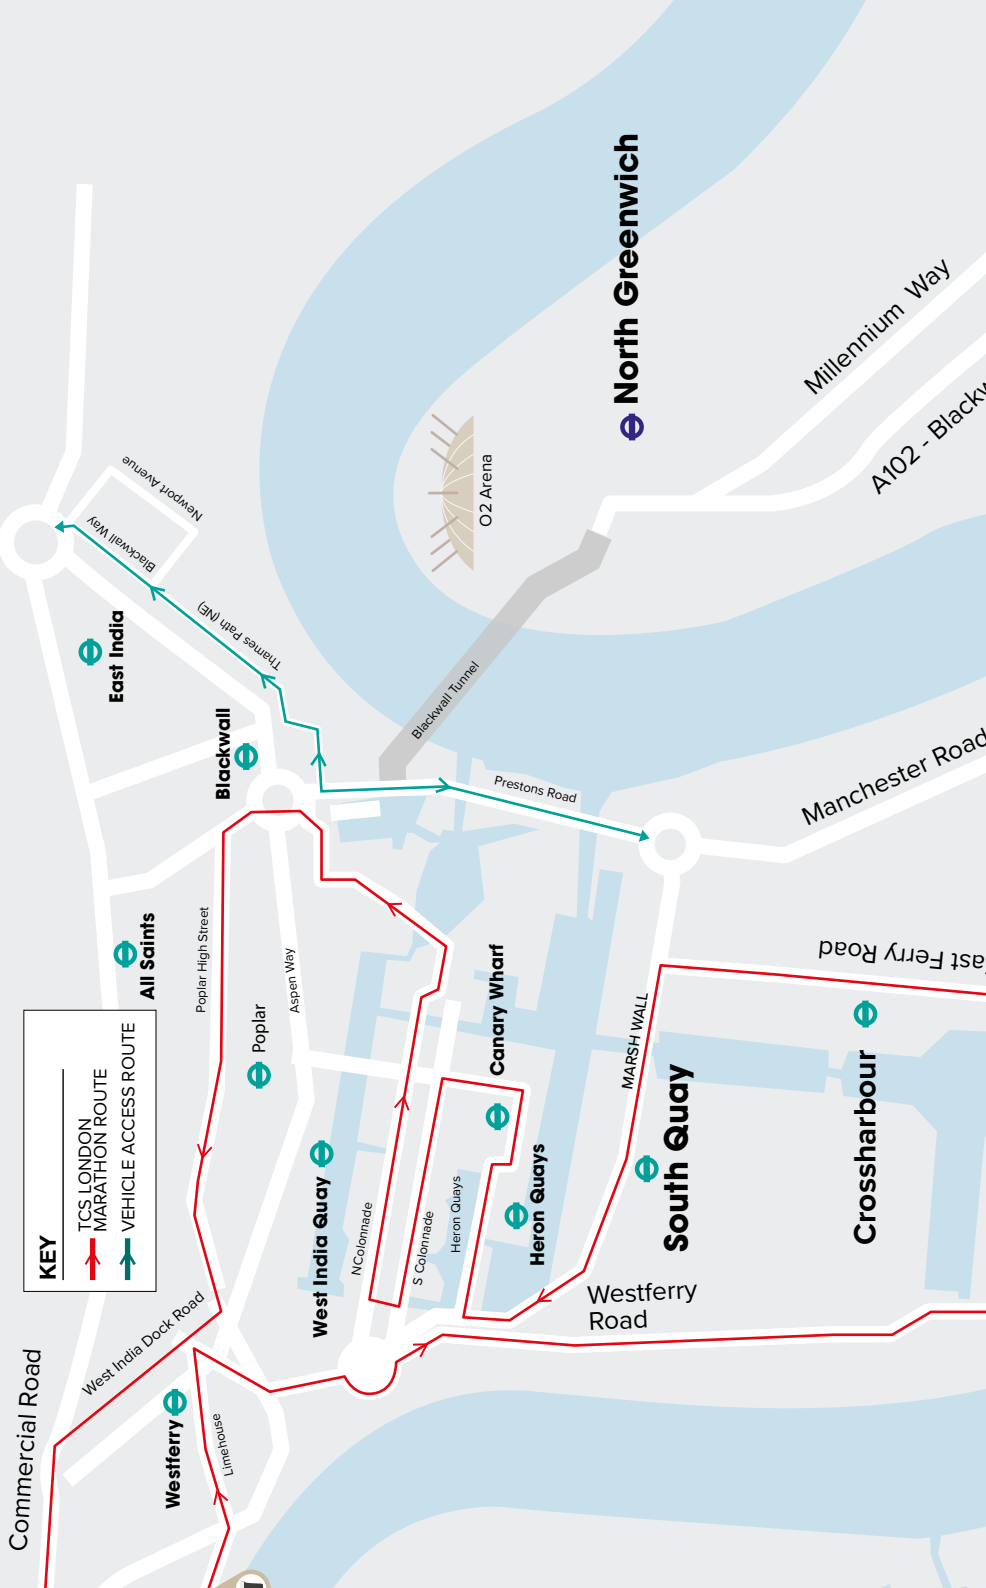 KEY
TCS LONDON
MARATHON ROUTE
VEHICLE ACCESS ROUTE
Commercial Road
West India Dock Road
Westferry
Limehouse
All Saints
Poplar High Street
Poplar
Aspen Way
East India
Blackwall
Newport Avenue
Blackwall Way
Thames Path (NE)
West India Quay
NColonnade
S Colonnade
Heron Quays
Canary Wharf
Heron Quays
Blackwall Tunnel
Prestons Road
O2 Arena
North Greenwich
Millennium Way
A102 - Blackw
Manchester Road
MARSH WALL
South Quay
Westferry
Road
Crossharbour
ast Ferry Road